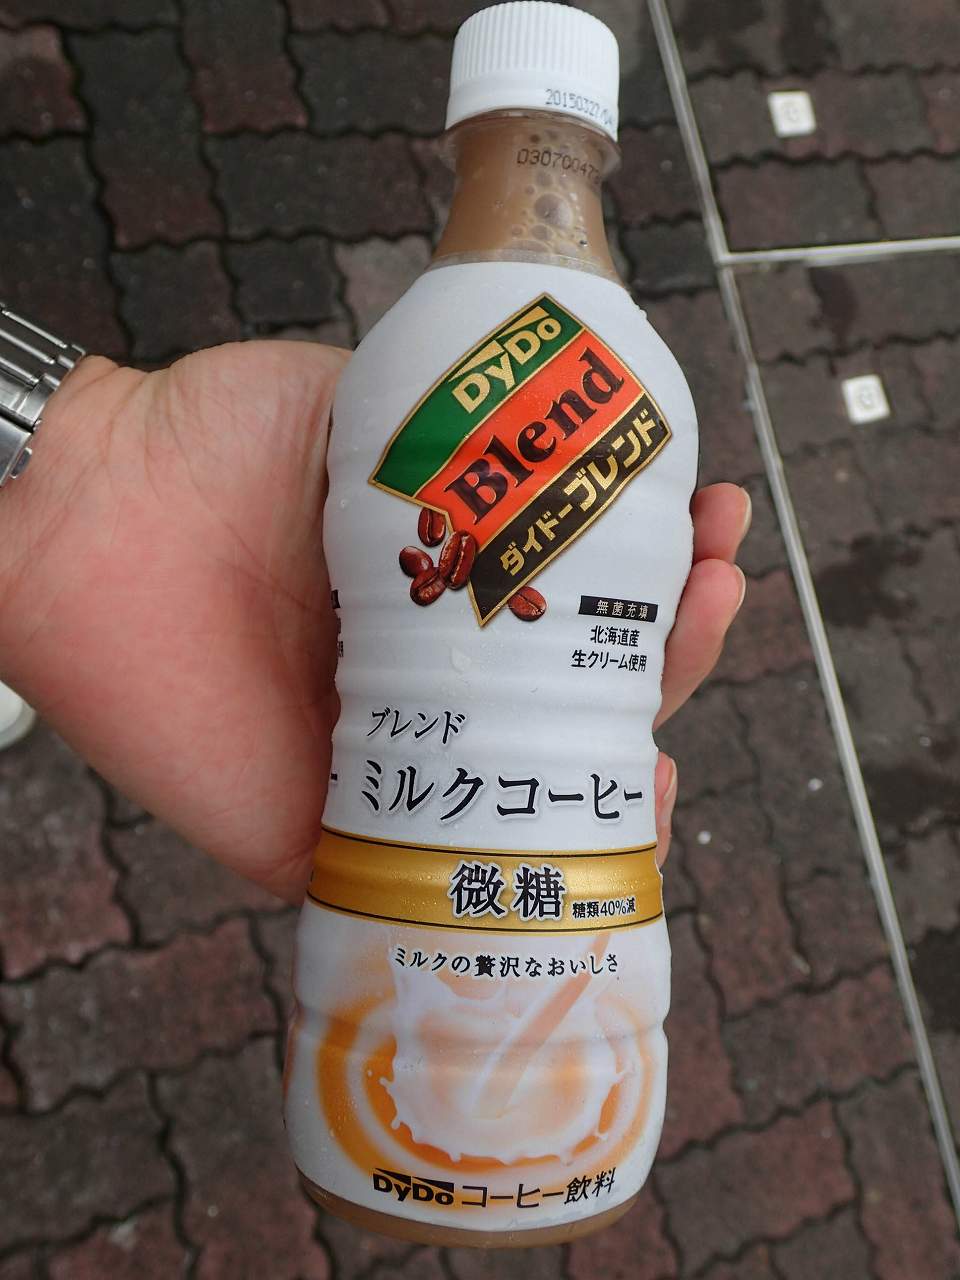 20150327/04
DyDo
Blend
ダイドーブレンド
無菌充填
北海道産
生クリーム使用
ブレンド
ミルクコーヒー
微糖 糖類40%減
ミルクの贅沢なおいしさ
DyDo コーヒー飲料